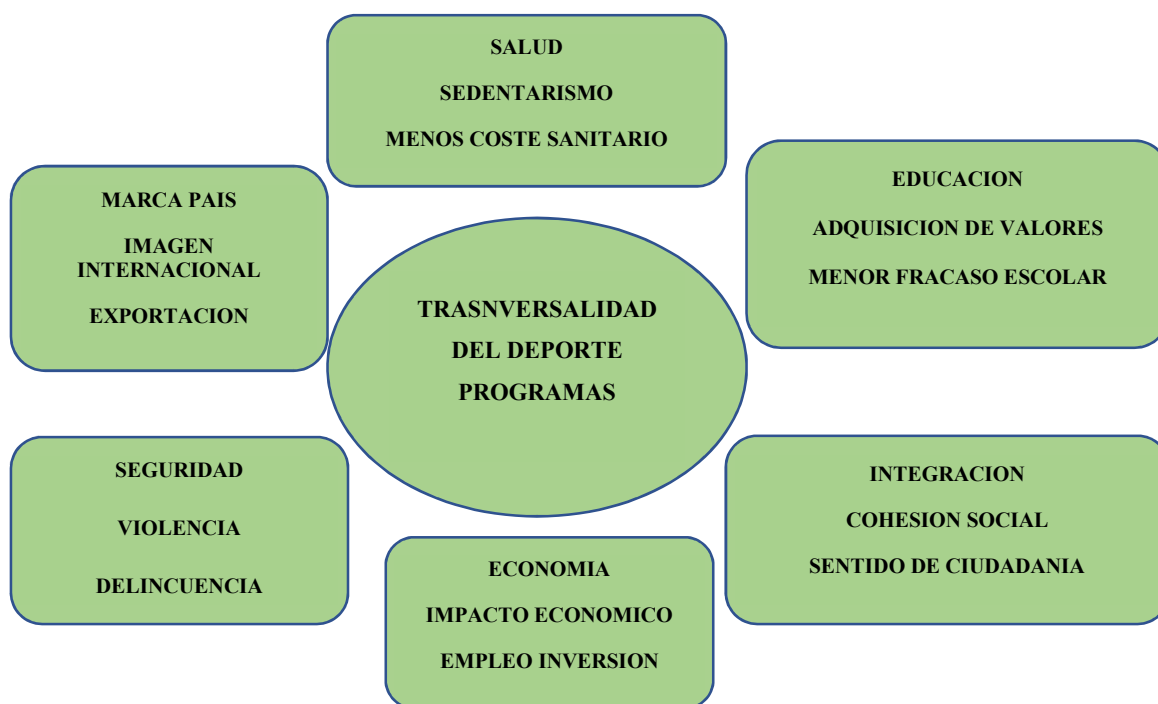 SALUD
SEDENTARISMO
MENOS COSTE SANITARIO
MARCA PAIS
IMAGEN
INTERNACIONAL
EXPORTACION
EDUCACION
ADQUISICION DE VALORES
MENOR FRACASO ESCOLAR
TRASNVERSALIDAD
DEL DEPORTE
PROGRAMAS
SEGURIDAD
VIOLENCIA
DELINCUENCIA
INTEGRACION
COHESION SOCIAL
SENTIDO DE CIUDADANIA
ECONOMIA
IMPACTO ECONOMICO
EMPLEO INVERSION